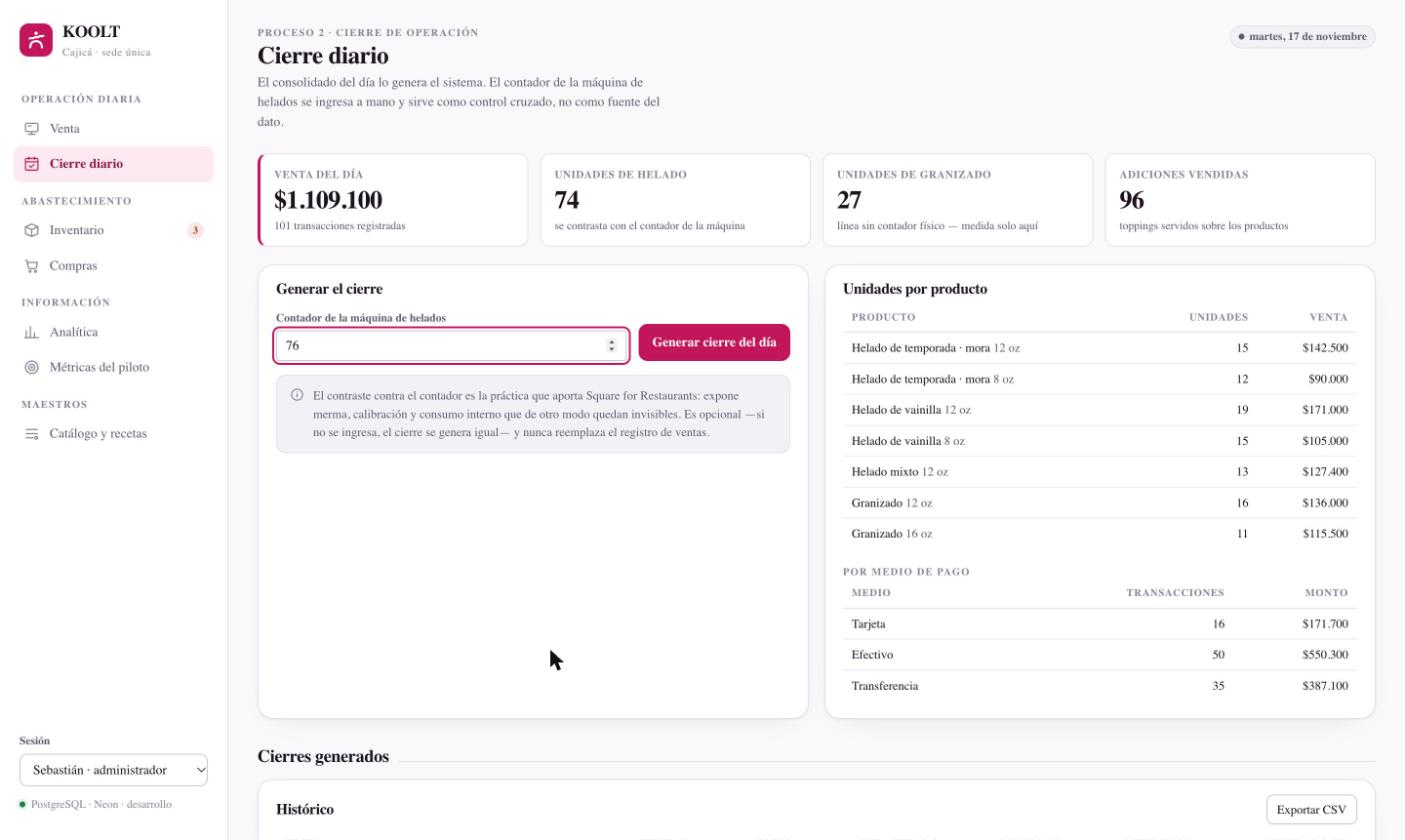 KOOLT
Cajicá · sede única
OPERACIÓN DIARIA
Venta
Cierre diario
ABASTECIMIENTO
Inventario 3
Compras
INFORMACIÓN
Analítica
Métricas del piloto
MAESTROS
Catálogo y recetas
Sesión
Sebastián · administrador
PostgreSQL · Neon · desarrollo
PROCESO 2 · CIERRE DE OPERACIÓN
Cierre diario
El consolidado del día lo genera el sistema. El contador de la máquina de
helados se ingresa a mano y sirve como control cruzado, no como fuente del
dato.
martes, 17 de noviembre
VENTA DEL DÍA
$1.109.100
101 transacciones registradas
UNIDADES DE HELADO
74
se contrasta con el contador de la máquina
UNIDADES DE GRANIZADO
27
línea sin contador físico — medida solo aquí
ADICIONES VENDIDAS
96
toppings servidos sobre los productos
Generar el cierre
Contador de la máquina de helados
76
Generar cierre del día
El contraste contra el contador es la práctica que aporta Square for Restaurants: expone
merma, calibración y consumo interno que de otro modo quedan invisibles. Es opcional —si
no se ingresa, el cierre se genera igual— y nunca reemplaza el registro de ventas.
Unidades por producto
PRODUCTO UNIDADES VENTA
Helado de temporada · mora 12 oz 15 $142.500
Helado de temporada · mora 8 oz 12 $90.000
Helado de vainilla 12 oz 19 $171.000
Helado de vainilla 8 oz 15 $105.000
Helado mixto 12 oz 13 $127.400
Granizado 12 oz 16 $136.000
Granizado 16 oz 11 $115.500
POR MEDIO DE PAGO
MEDIO TRANSACCIONES MONTO
Tarjeta 16 $171.700
Efectivo 50 $550.300
Transferencia 35 $387.100
Cierres generados
Histórico
Exportar CSV